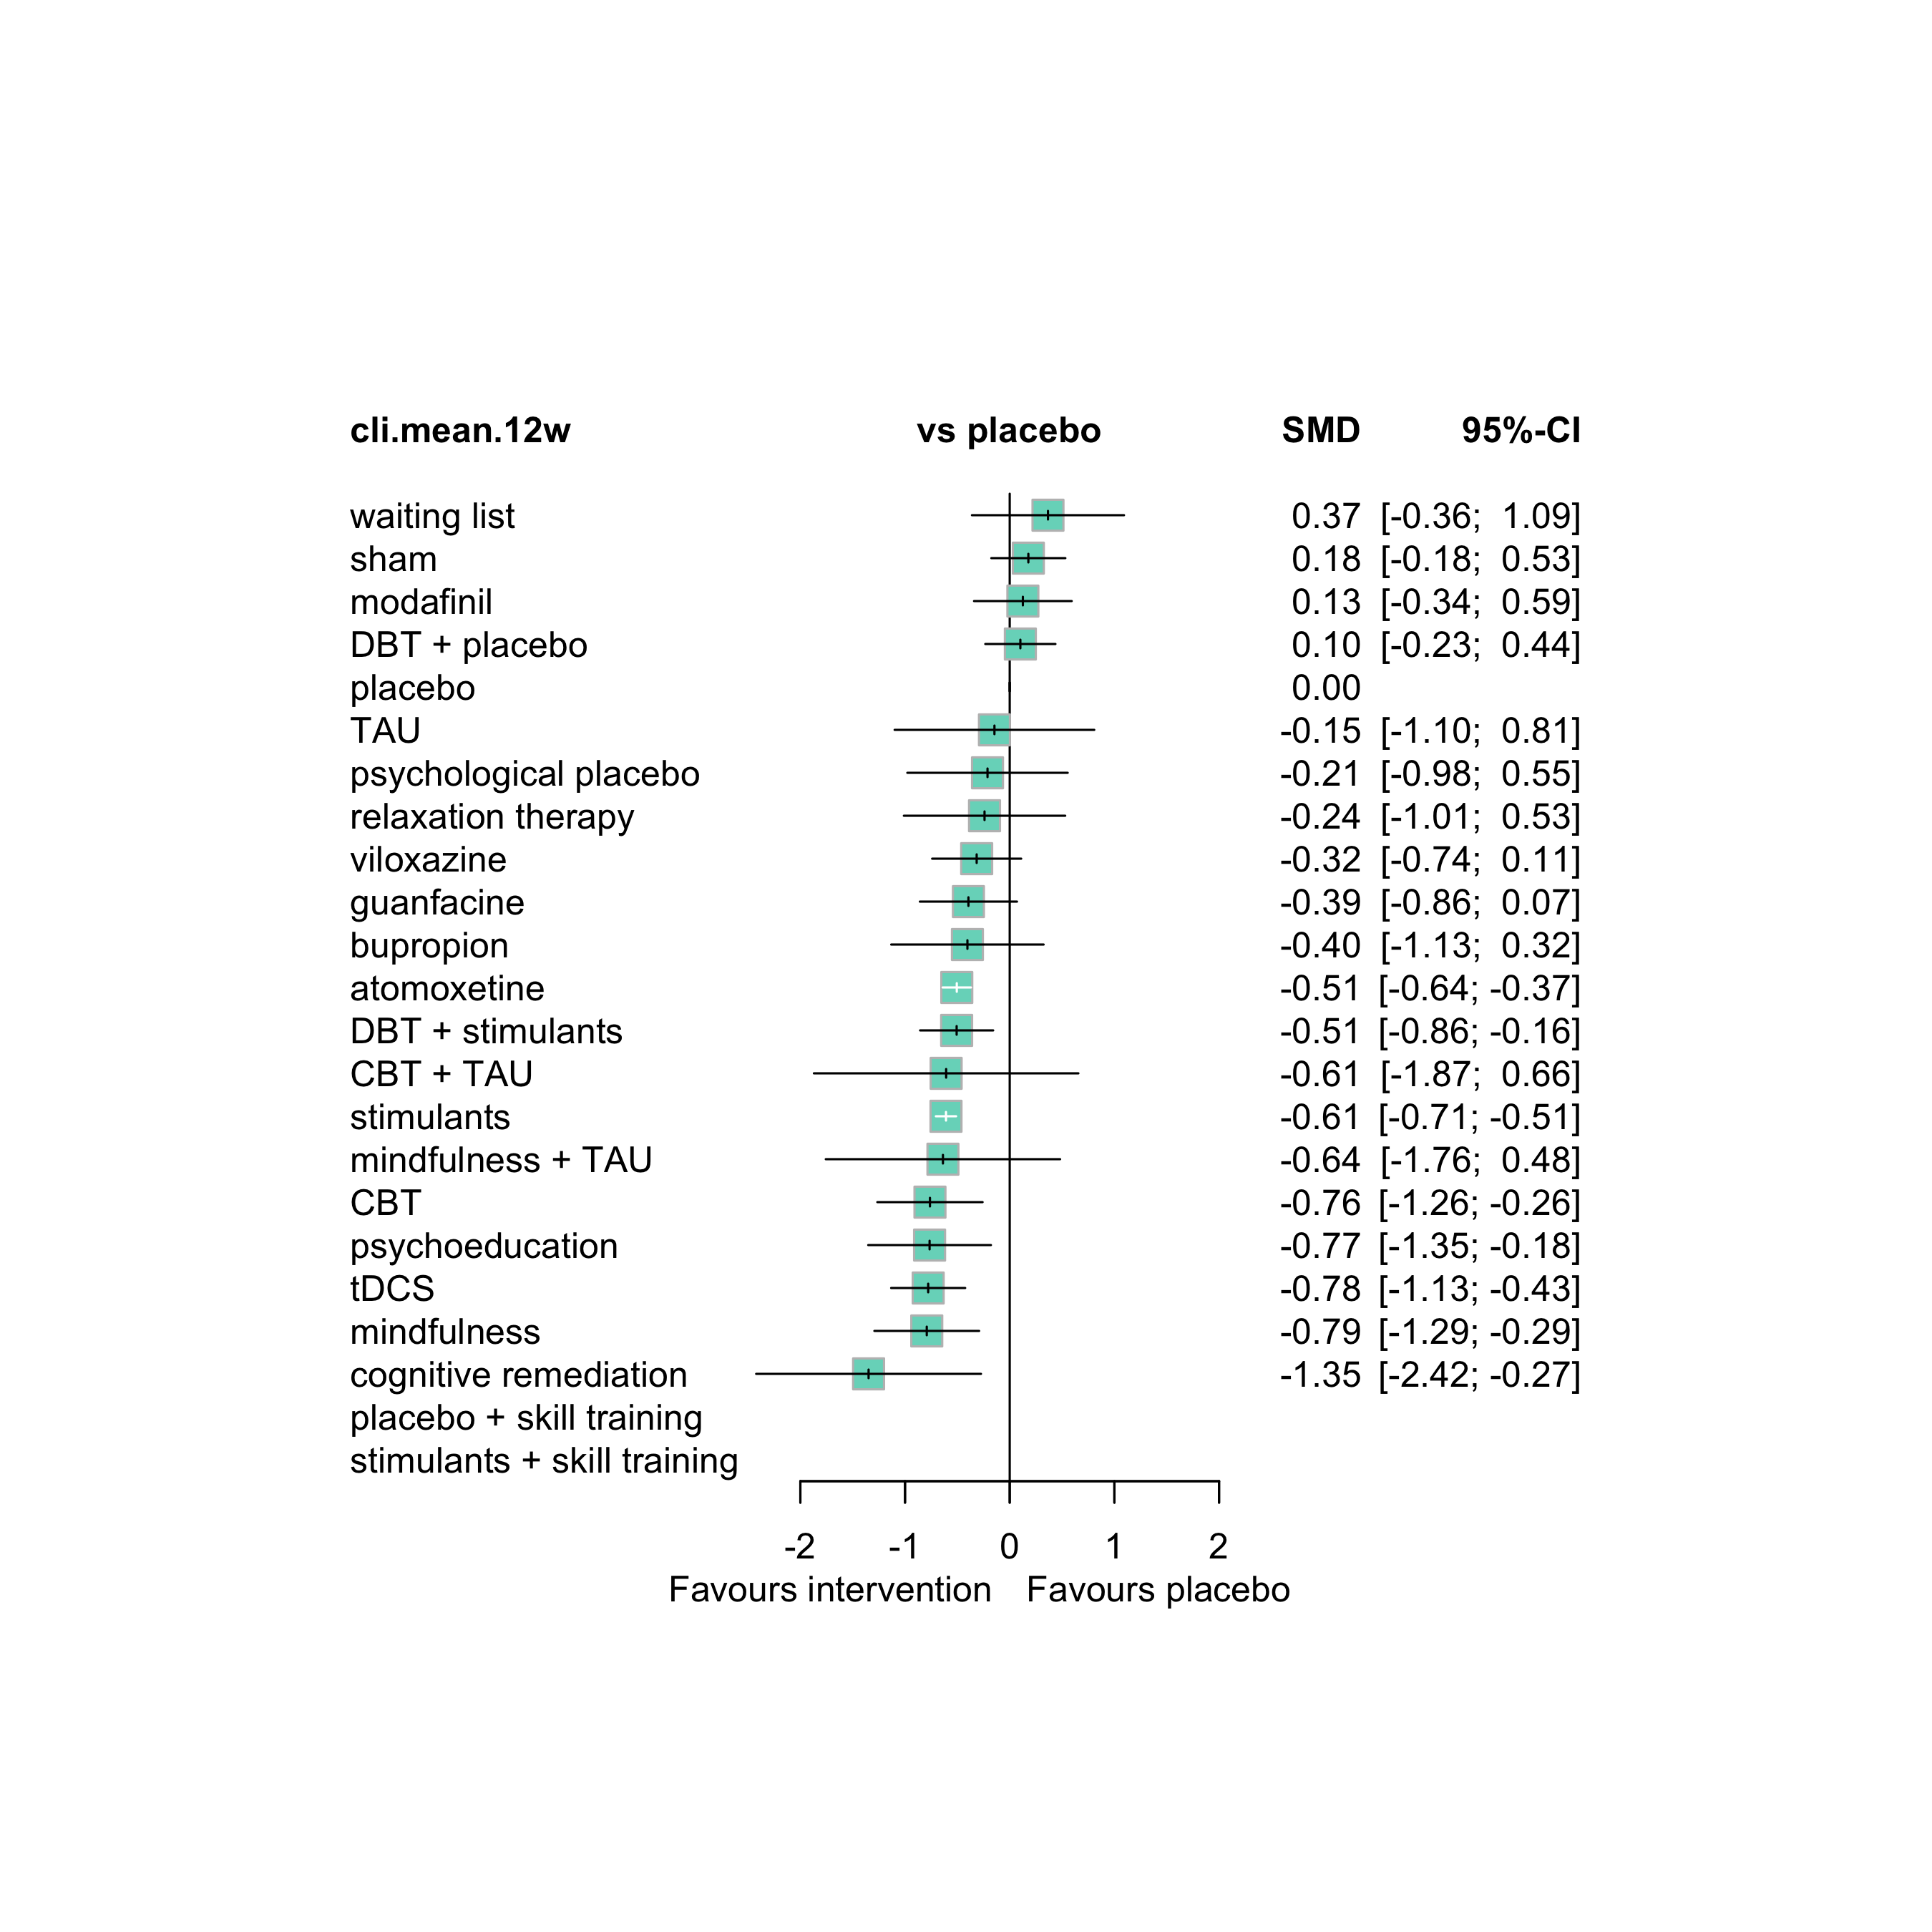 cli.mean.12w vs placebo SMD 95%-CI
waiting list 0.37 [-0.36; 1.09]
sham 0.18 [-0.18; 0.53]
modafinil 0.13 [-0.34; 0.59]
DBT + placebo 0.10 [-0.23; 0.44]
placebo 0.00
TAU -0.15 [-1.10; 0.81]
psychological placebo -0.21 [-0.98; 0.55]
relaxation therapy -0.24 [-1.01; 0.53]
viloxazine -0.32 [-0.74; 0.11]
guanfacine -0.39 [-0.86; 0.07]
bupropion -0.40 [-1.13; 0.32]
atomoxetine -0.51 [-0.64; -0.37]
DBT + stimulants -0.51 [-0.86; -0.16]
CBT + TAU -0.61 [-1.87; 0.66]
stimulants -0.61 [-0.71; -0.51]
mindfulness + TAU -0.64 [-1.76; 0.48]
CBT -0.76 [-1.26; -0.26]
psychoeducation -0.77 [-1.35; -0.18]
tDCS -0.78 [-1.13; -0.43]
mindfulness -0.79 [-1.29; -0.29]
cognitive remediation -1.35 [-2.42; -0.27]
placebo + skill training
stimulants + skill training
-2 -1 0 1 2
Favours intervention Favours placebo